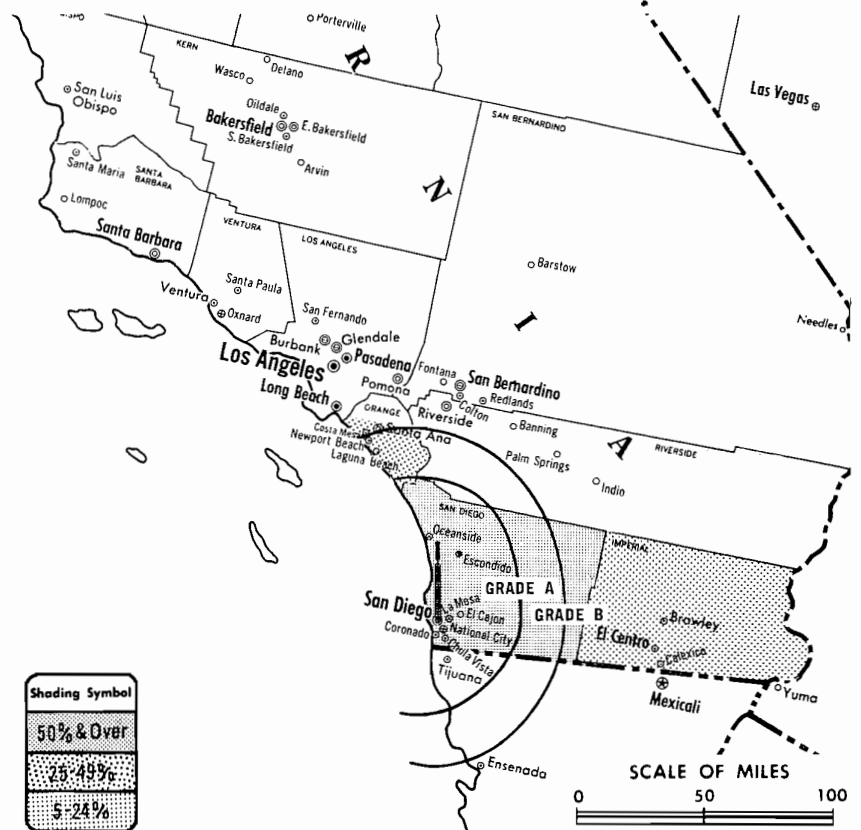 ISPO
Porterville
R
KERN
Delano
Wasco
San Luis
Obispo
Las Vegas
Oildale
Bakersfield
E. Bakersfield
S. Bakersfield
SAN BERNARDINO
Arvin
Santa Maria
SANTA
BARBARA
N
Lompoc
VENTURA
Santa Barbara
LOS ANGELES
Barstow
Santa Paula
Ventura
Oxnard
San Fernando
I
Needles
Burbank
Glendale
Los Angeles
Pasadena
Fontana
San Bernardino
Pomona
Redlands
Long Beach
Colton
ORANGE
Riverside
Banning
A
RIVERSIDE
Costa Mesa
Santa Ana
Newport Beach
Laguna Beach
Palm Springs
Indio
SAN DIEGO
Oceanside
IMPERIAL
Escondido
GRADE A
San Diego
La Mesa
El Cajon
GRADE B
Brawley
Coronado
National City
El Centro
Chula Vista
Calexico
Tijuana
Yuma
Mexicali
Shading Symbol
50% & Over
25-49%
5-24%
Ensenada
SCALE OF MILES
0 50 100